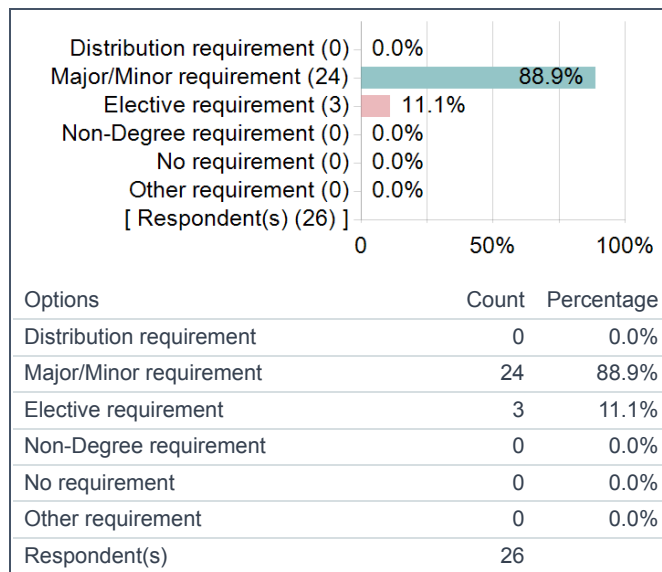 Distribution requirement (0) 0.0%
Major/Minor requirement (24) 88.9%
Elective requirement (3) 11.1%
Non-Degree requirement (0) 0.0%
No requirement (0) 0.0%
Other requirement (0) 0.0%
[ Respondent(s) (26) ]
0 50% 100%
Options Count Percentage
Distribution requirement 0 0.0%
Major/Minor requirement 24 88.9%
Elective requirement 3 11.1%
Non-Degree requirement 0 0.0%
No requirement 0 0.0%
Other requirement 0 0.0%
Respondent(s) 26